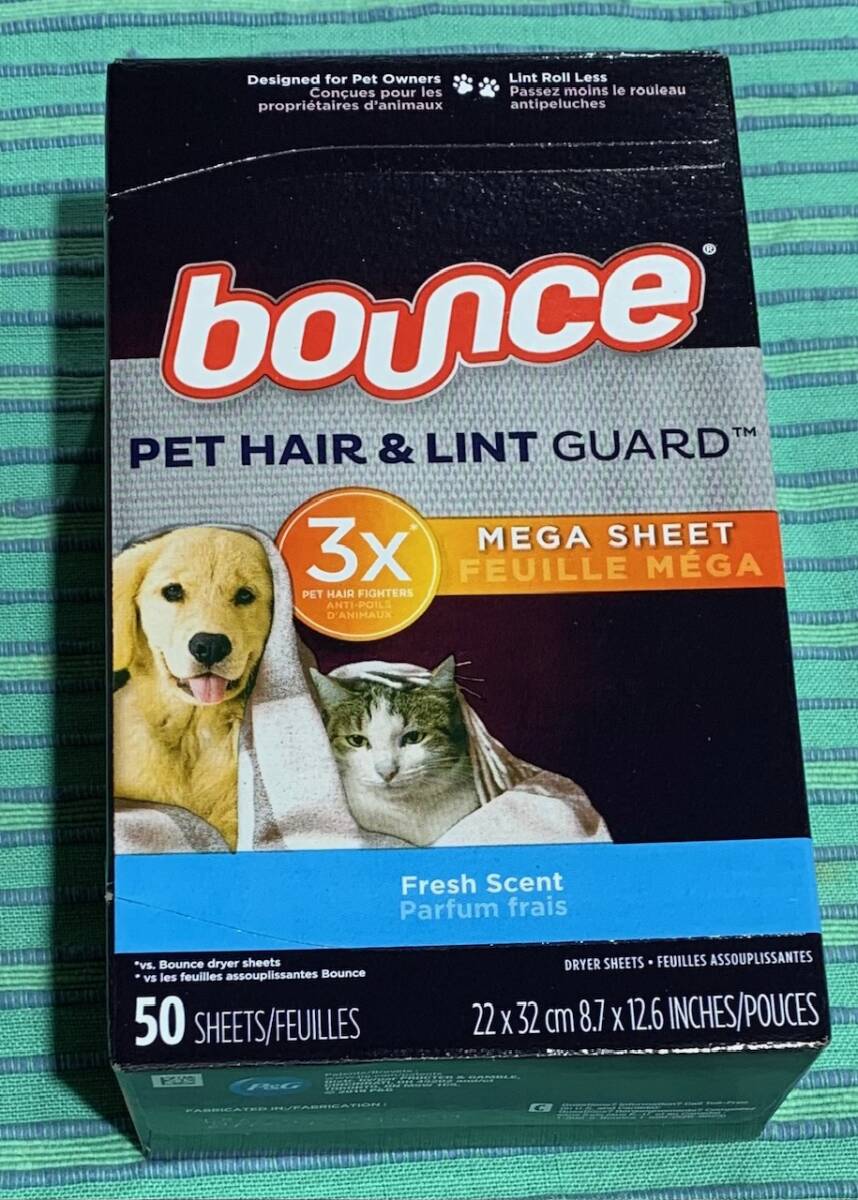 Designed for Pet Owners
Conçues pour les
propriétaires d'animaux
Lint Roll Less
Passez moins le rouleau
antipeluches
bounce®
PET HAIR & LINT GUARD™
3x*
PET HAIR FIGHTERS
ANTI-POILS
D'ANIMAUX
MEGA SHEET
FEUILLE MÉGA
Fresh Scent
Parfum frais
*vs. Bounce dryer sheets
* vs les feuilles assouplissantes Bounce
DRYER SHEETS • FEUILLES ASSOUPLISSANTES
50 SHEETS/FEUILLES
22 x 32 cm 8.7 x 12.6 INCHES/POUCES
P&G
FABRICATED IN/FABRICATION :